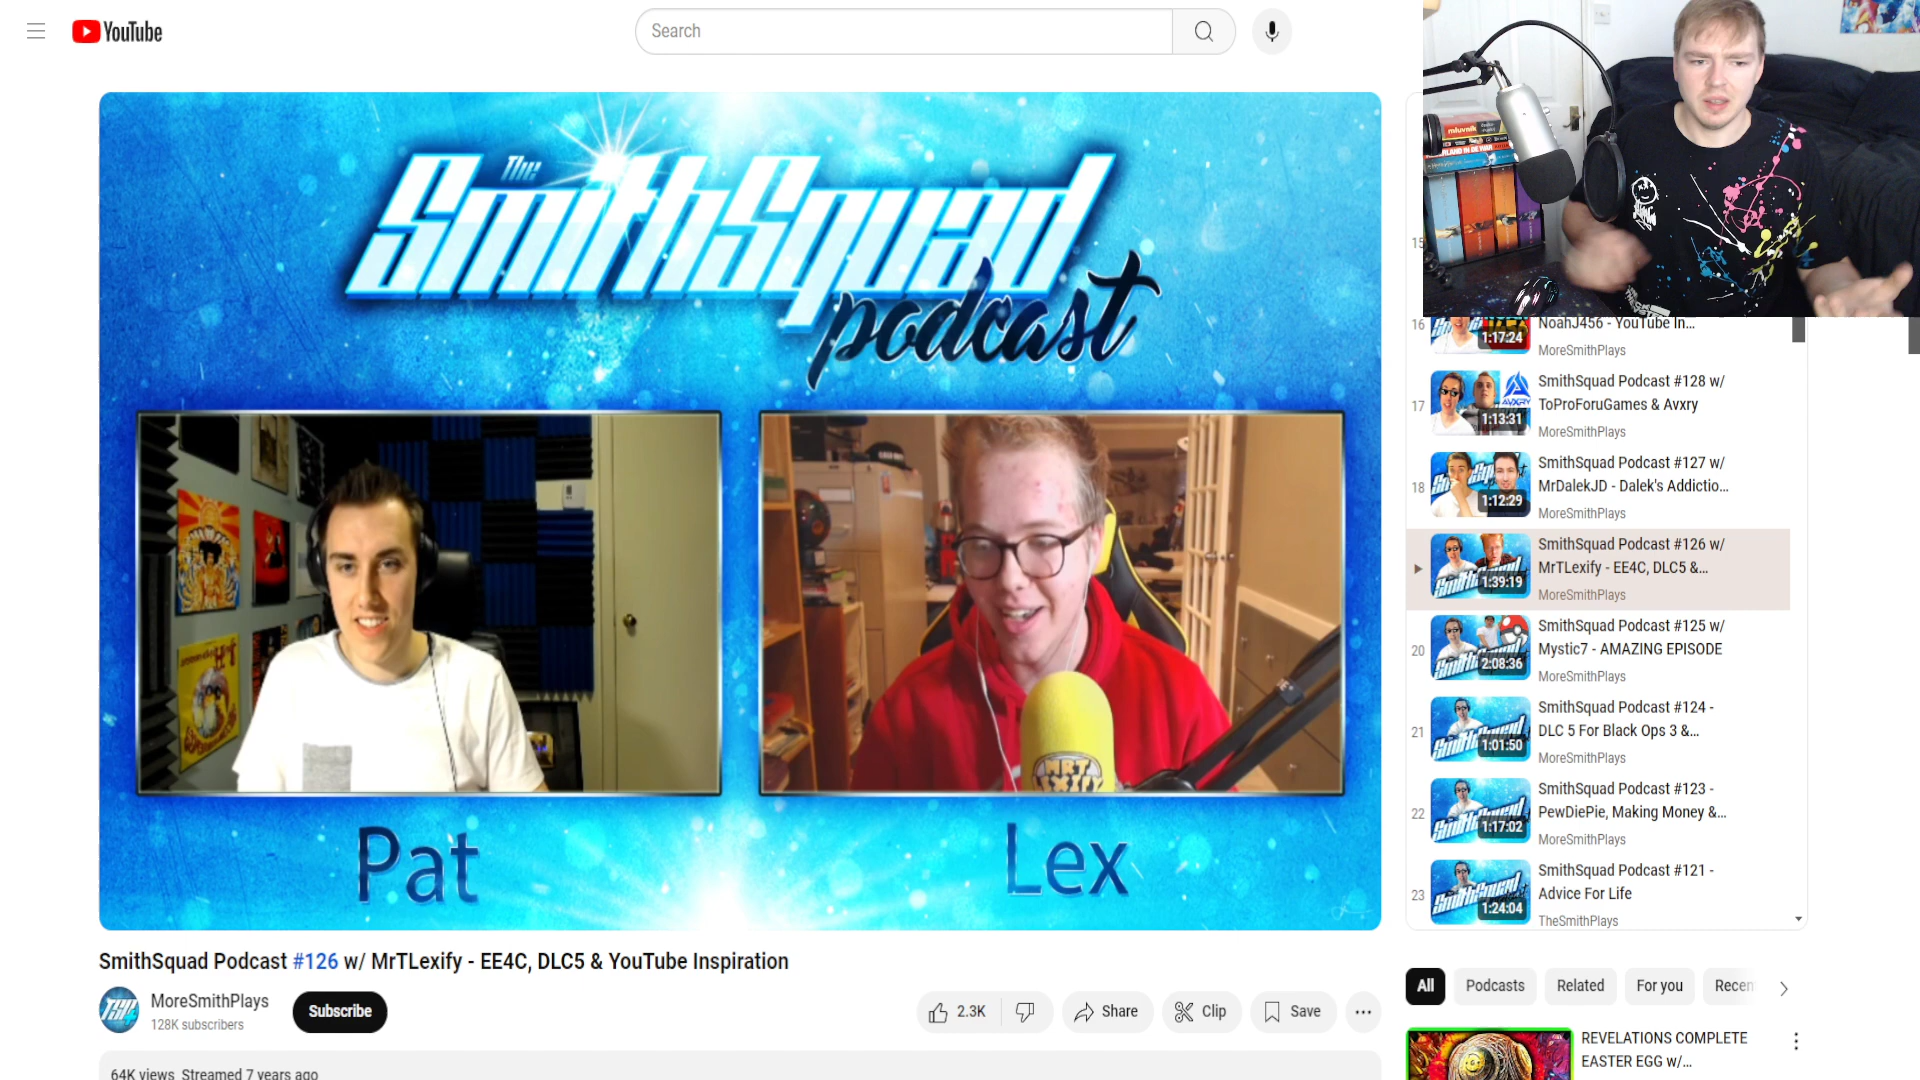 YouTube
Search
The
SmithSquad
podcast
MRT
LEXIFY
Pat
Lex
SmithSquad Podcast #126 w/ MrTLexify - EE4C, DLC5 & YouTube Inspiration
MoreSmithPlays
128K subscribers
Subscribe
2.3K
Share
Clip
Save
64K views Streamed 7 years ago
15
16
1:17:24
NoahJ456 - YouTube In...
MoreSmithPlays
17
AVXRY
1:13:31
SmithSquad Podcast #128 w/
ToProForuGames & Avxry
MoreSmithPlays
18
1:12:29
SmithSquad Podcast #127 w/
MrDalekJD - Dalek's Addictio...
MoreSmithPlays
1:39:19
SmithSquad Podcast #126 w/
MrTLexify - EE4C, DLC5 &...
MoreSmithPlays
20
2:08:36
SmithSquad Podcast #125 w/
Mystic7 - AMAZING EPISODE
MoreSmithPlays
21
1:01:50
SmithSquad Podcast #124 -
DLC 5 For Black Ops 3 &...
MoreSmithPlays
22
1:17:02
SmithSquad Podcast #123 -
PewDiePie, Making Money &...
MoreSmithPlays
23
1:24:04
SmithSquad Podcast #121 -
Advice For Life
TheSmithPlays
All
Podcasts
Related
For you
Recen
REVELATIONS COMPLETE
EASTER EGG w/...